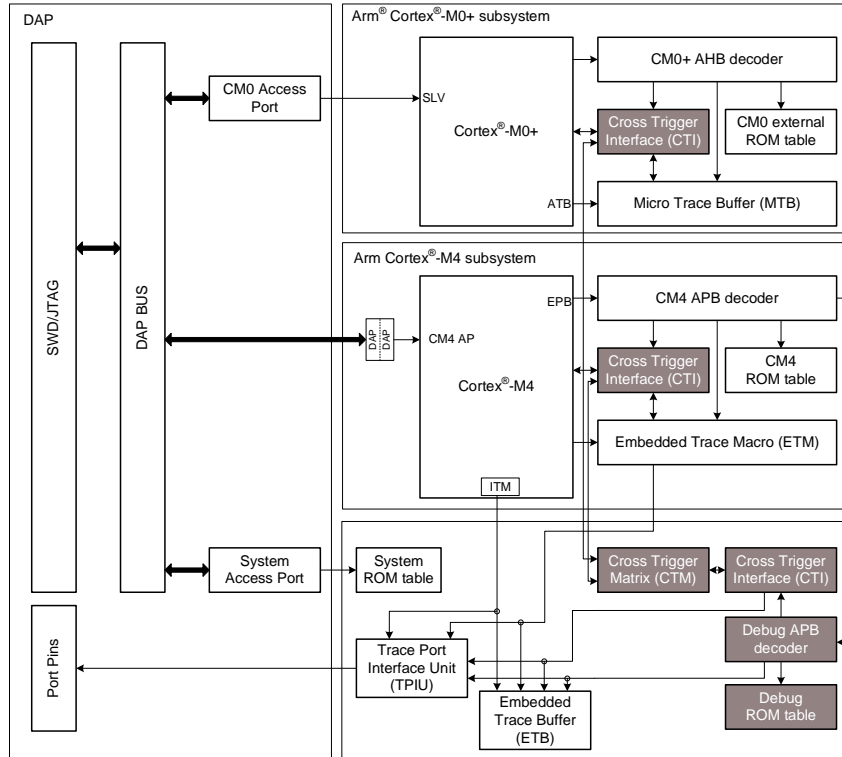 DAP
SWD/JTAG
DAP BUS
CM0 Access
Port
System
Access Port
Port Pins
Arm® Cortex®-M0+ subsystem
SLV
Cortex®-M0+
ATB
CM0+ AHB decoder
Cross Trigger
Interface (CTI)
CM0 external
ROM table
Micro Trace Buffer (MTB)
Arm Cortex®-M4 subsystem
DAP
DAP
CM4 AP
EPB
Cortex®-M4
ITM
CM4 APB decoder
Cross Trigger
Interface (CTI)
CM4
ROM table
Embedded Trace Macro (ETM)
System
ROM table
Cross Trigger
Matrix (CTM)
Cross Trigger
Interface (CTI)
Trace Port
Interface Unit
(TPIU)
Debug APB
decoder
Embedded
Trace Buffer
(ETB)
Debug
ROM table